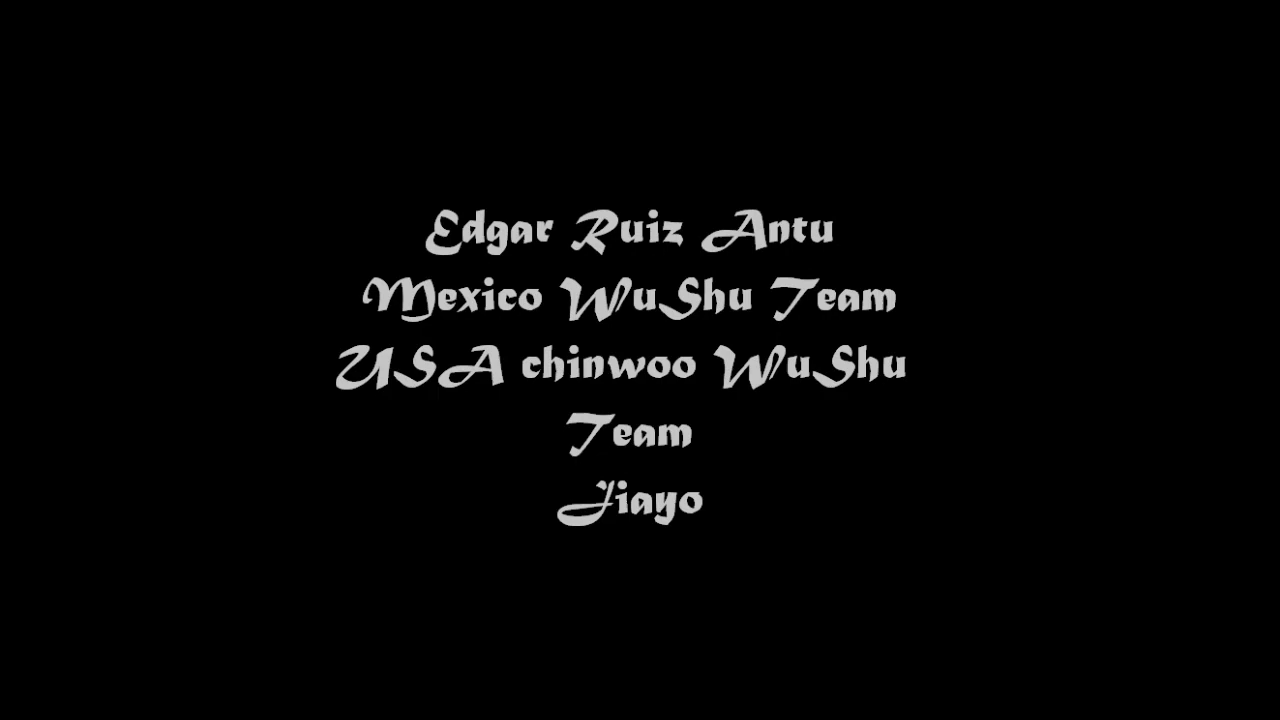 Edgar Ruiz Antu
Mexico WuShu Team
USA chinwoo WuShu
Team
Jiayo